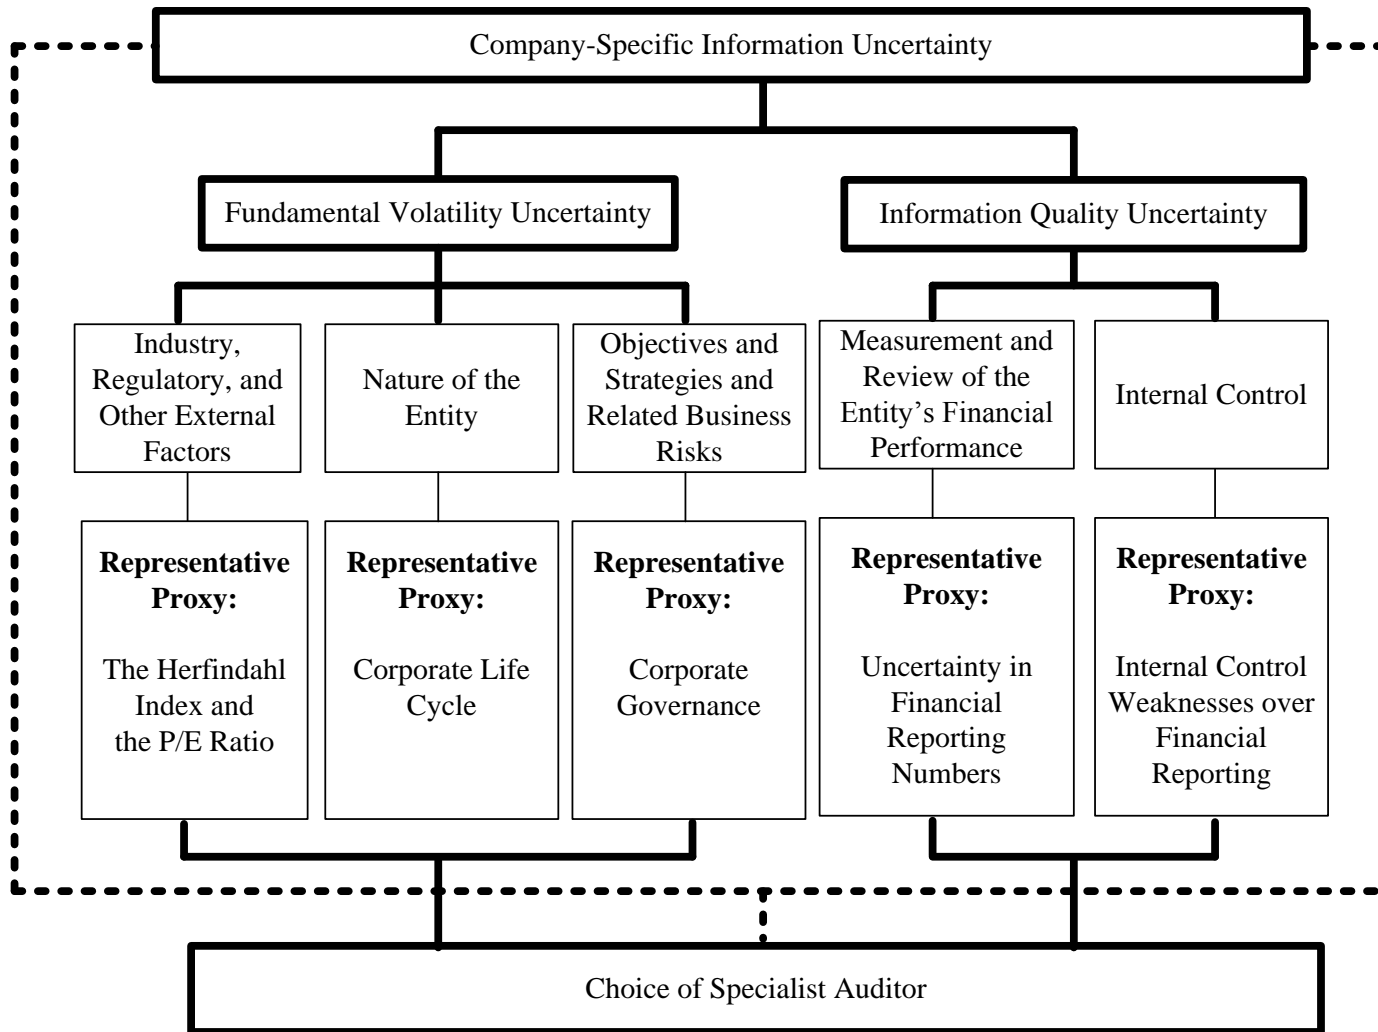 Company-Specific Information Uncertainty
Fundamental Volatility Uncertainty
Information Quality Uncertainty
Industry,
Regulatory, and
Other External
Factors
Nature of the
Entity
Objectives and
Strategies and
Related Business
Risks
Measurement and
Review of the
Entity’s Financial
Performance
Internal Control
Representative
Proxy:
The Herfindahl
Index and
the P/E Ratio
Representative
Proxy:
Corporate Life
Cycle
Representative
Proxy:
Corporate
Governance
Representative
Proxy:
Uncertainty in
Financial
Reporting
Numbers
Representative
Proxy:
Internal Control
Weaknesses over
Financial
Reporting
Choice of Specialist Auditor